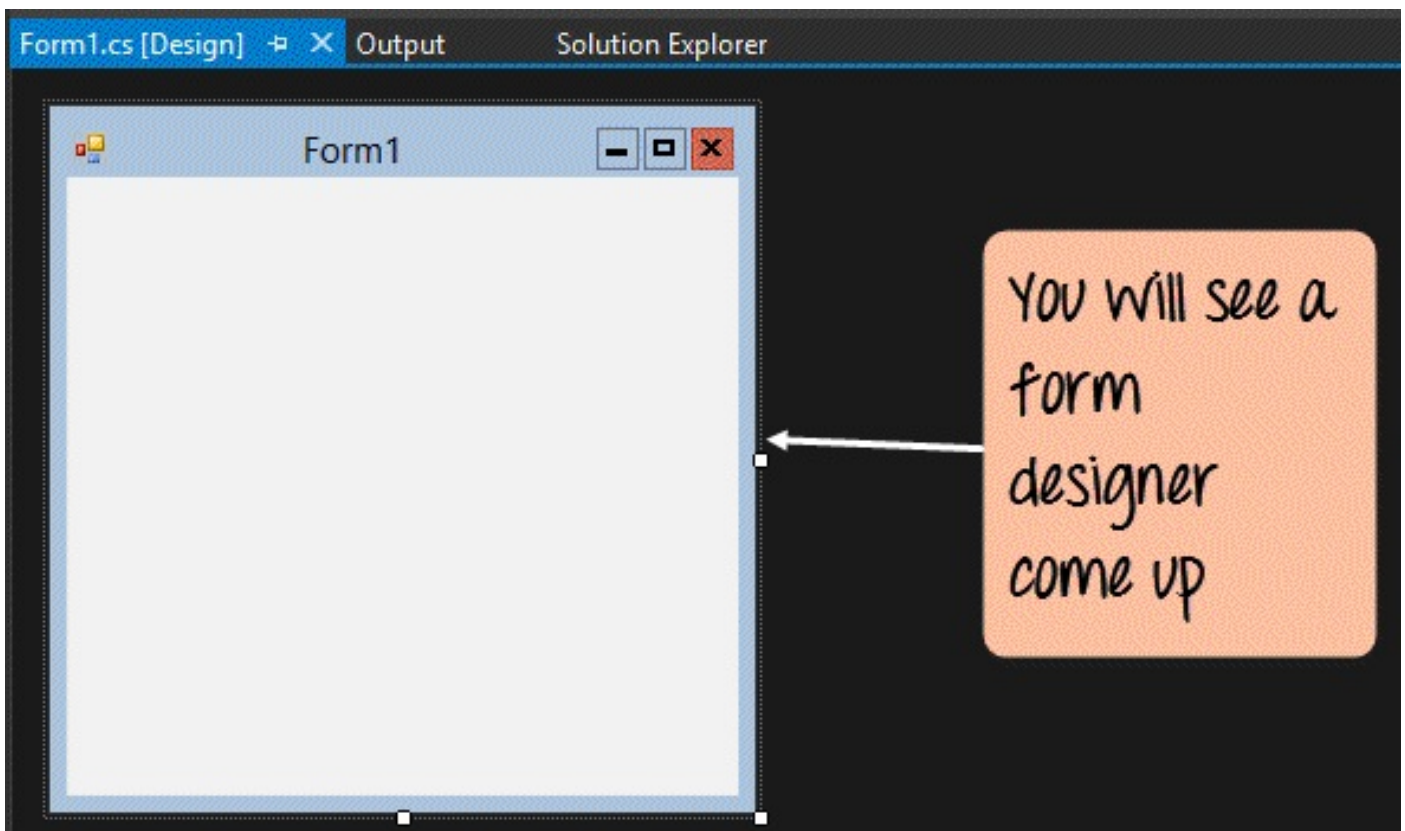 Form1.cs [Design] Output Solution Explorer
Form1
You will see a
form
designer
come up